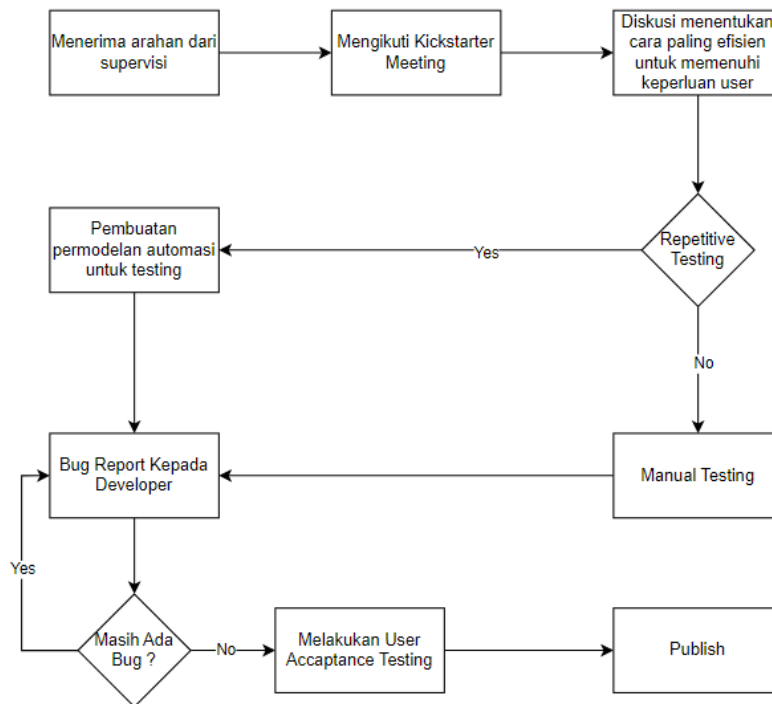 Menerima arahan dari
supervisi
Mengikuti Kickstarter
Meeting
Diskusi menentukan
cara paling efisien
untuk memenuhi
keperluan user
Pembuatan
permodelan automasi
untuk testing
Yes
Repetitive
Testing
No
Bug Report Kepada
Developer
Manual Testing
Yes
Masih Ada
Bug ?
No
Melakukan User
Accaptance Testing
Publish